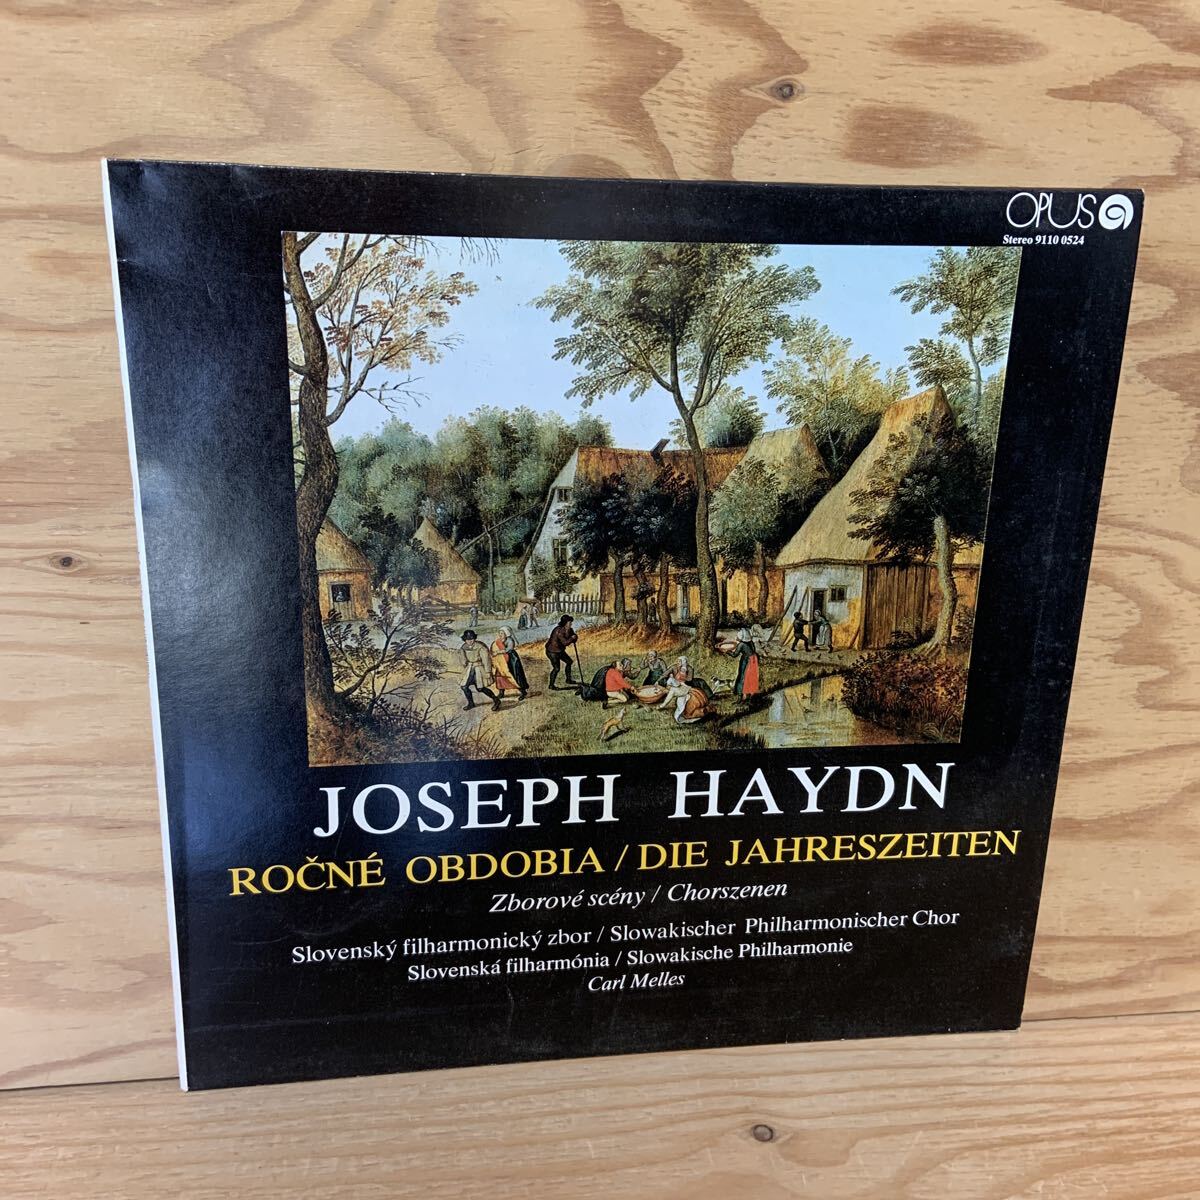 OPUS
Stereo 9110 0524
JOSEPH HAYDN
ROČNÉ OBDOBIA / DIE JAHRESZEITEN
Zborové scény / Chorszenen
Slovenský filharmonický zbor / Slowakischer Philharmonischer Chor
Slovenská filharmónia / Slowakische Philharmonie
Carl Melles